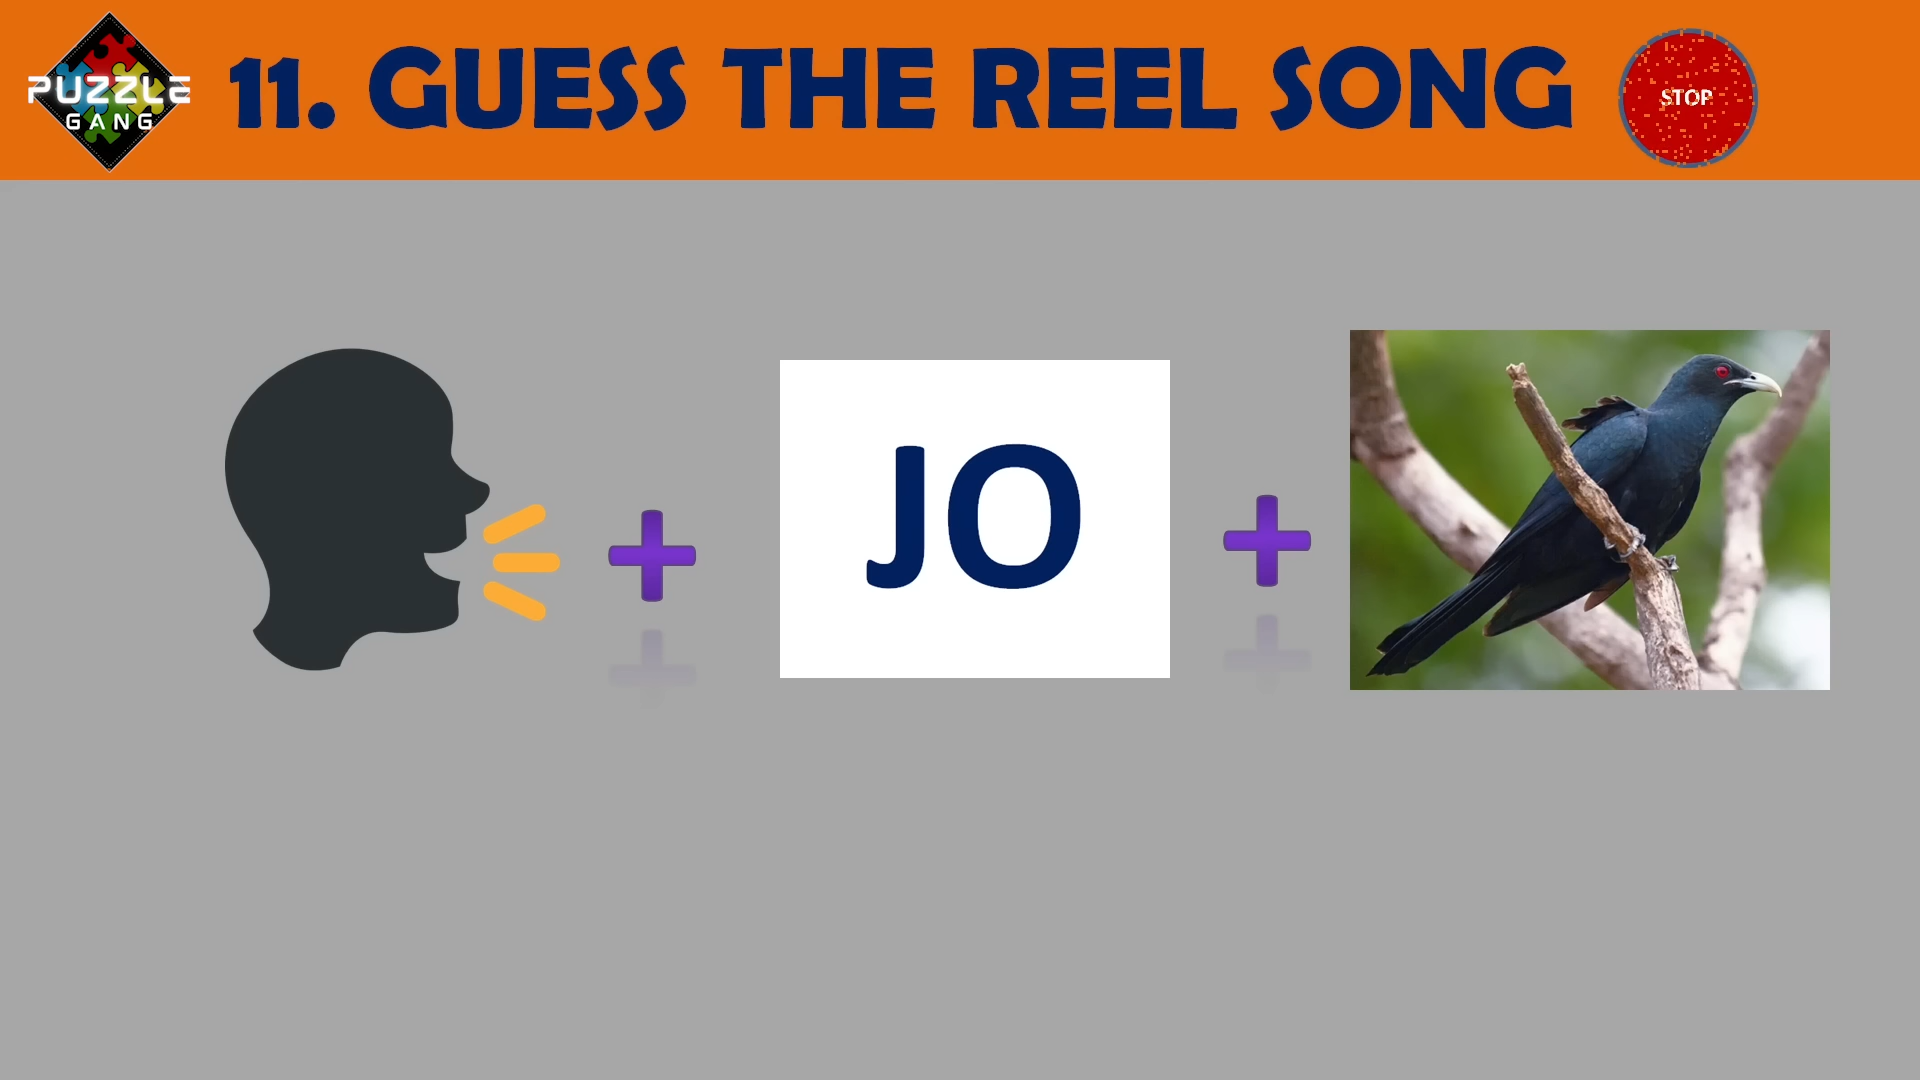 PUZZLE
GANG
11. GUESS THE REEL SONG
STOP
JO